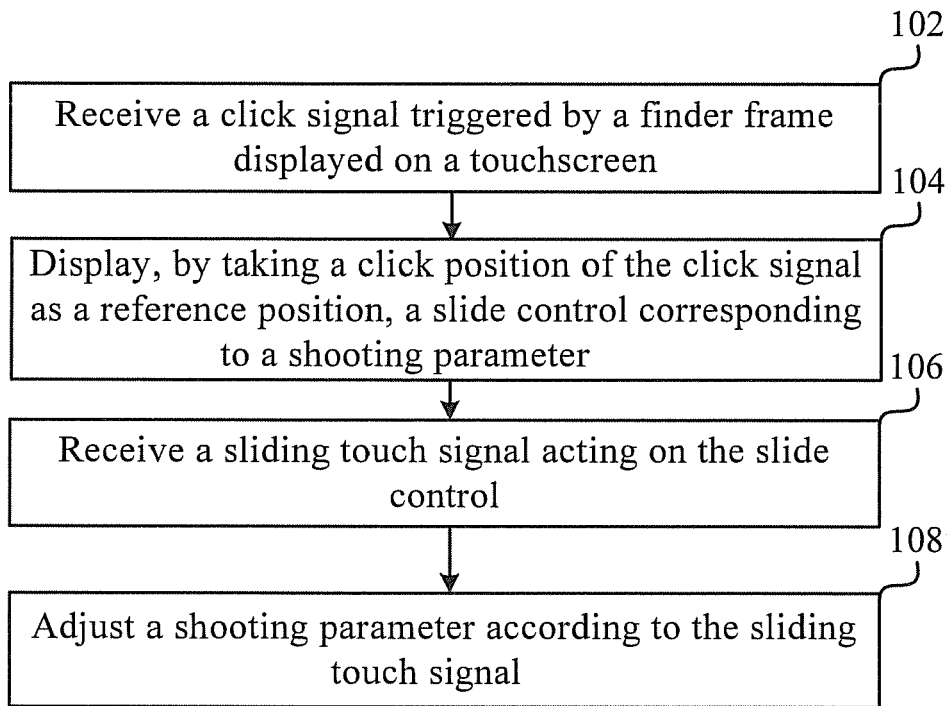 102
Receive a click signal triggered by a finder frame
displayed on a touchscreen
104
Display, by taking a click position of the click signal
as a reference position, a slide control corresponding
to a shooting parameter
106
Receive a sliding touch signal acting on the slide
control
108
Adjust a shooting parameter according to the sliding
touch signal